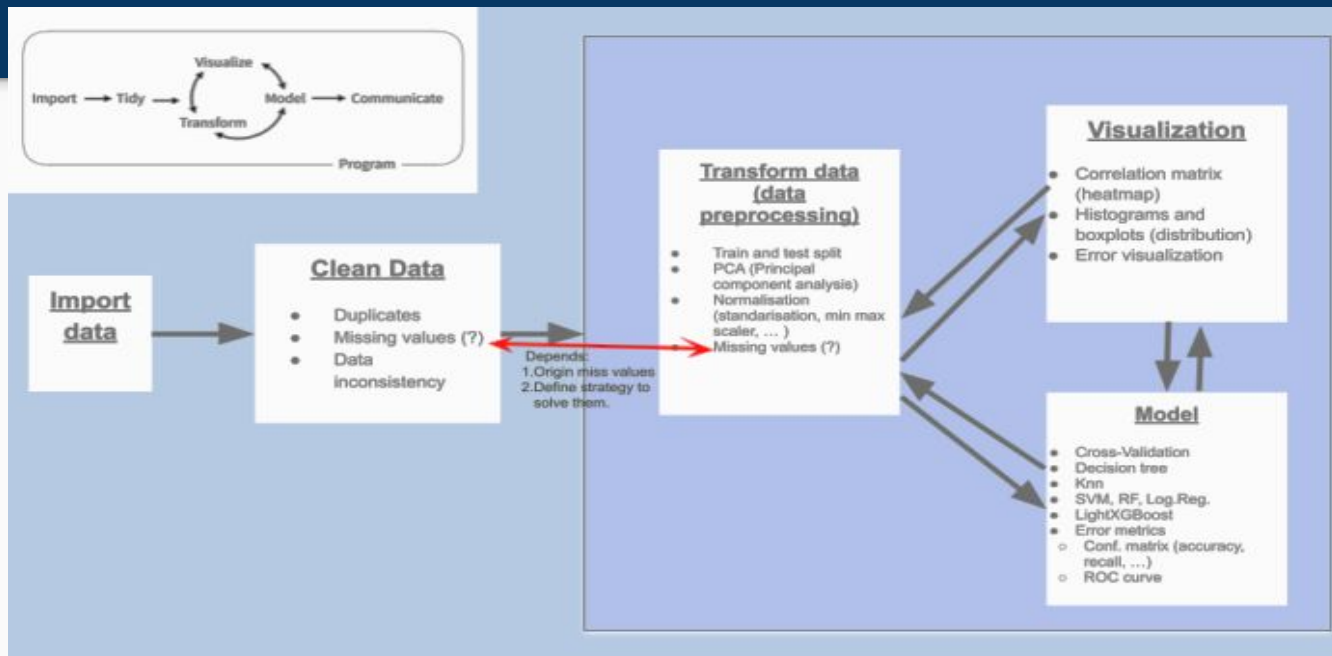 Visualize
Import
Tidy
Model
Communicate
Transform
Program
Import
data
Clean Data
Duplicates
Missing values (?)
Data
inconsistency
Depends:
1.Origin miss values
2.Define strategy to
solve them.
Transform data
(data
preprocessing)
Train and test split
PCA (Principal
component analysis)
Normalisation
(standarisation, min max
scaler, ... )
Missing values (?)
Visualization
Correlation matrix
(heatmap)
Histograms and
boxplots (distribution)
Error visualization
Model
Cross-Validation
Decision tree
Knn
SVM, RF, Log.Reg.
LightXGBoost
Error metrics
Conf. matrix (accuracy,
recall, ...)
ROC curve